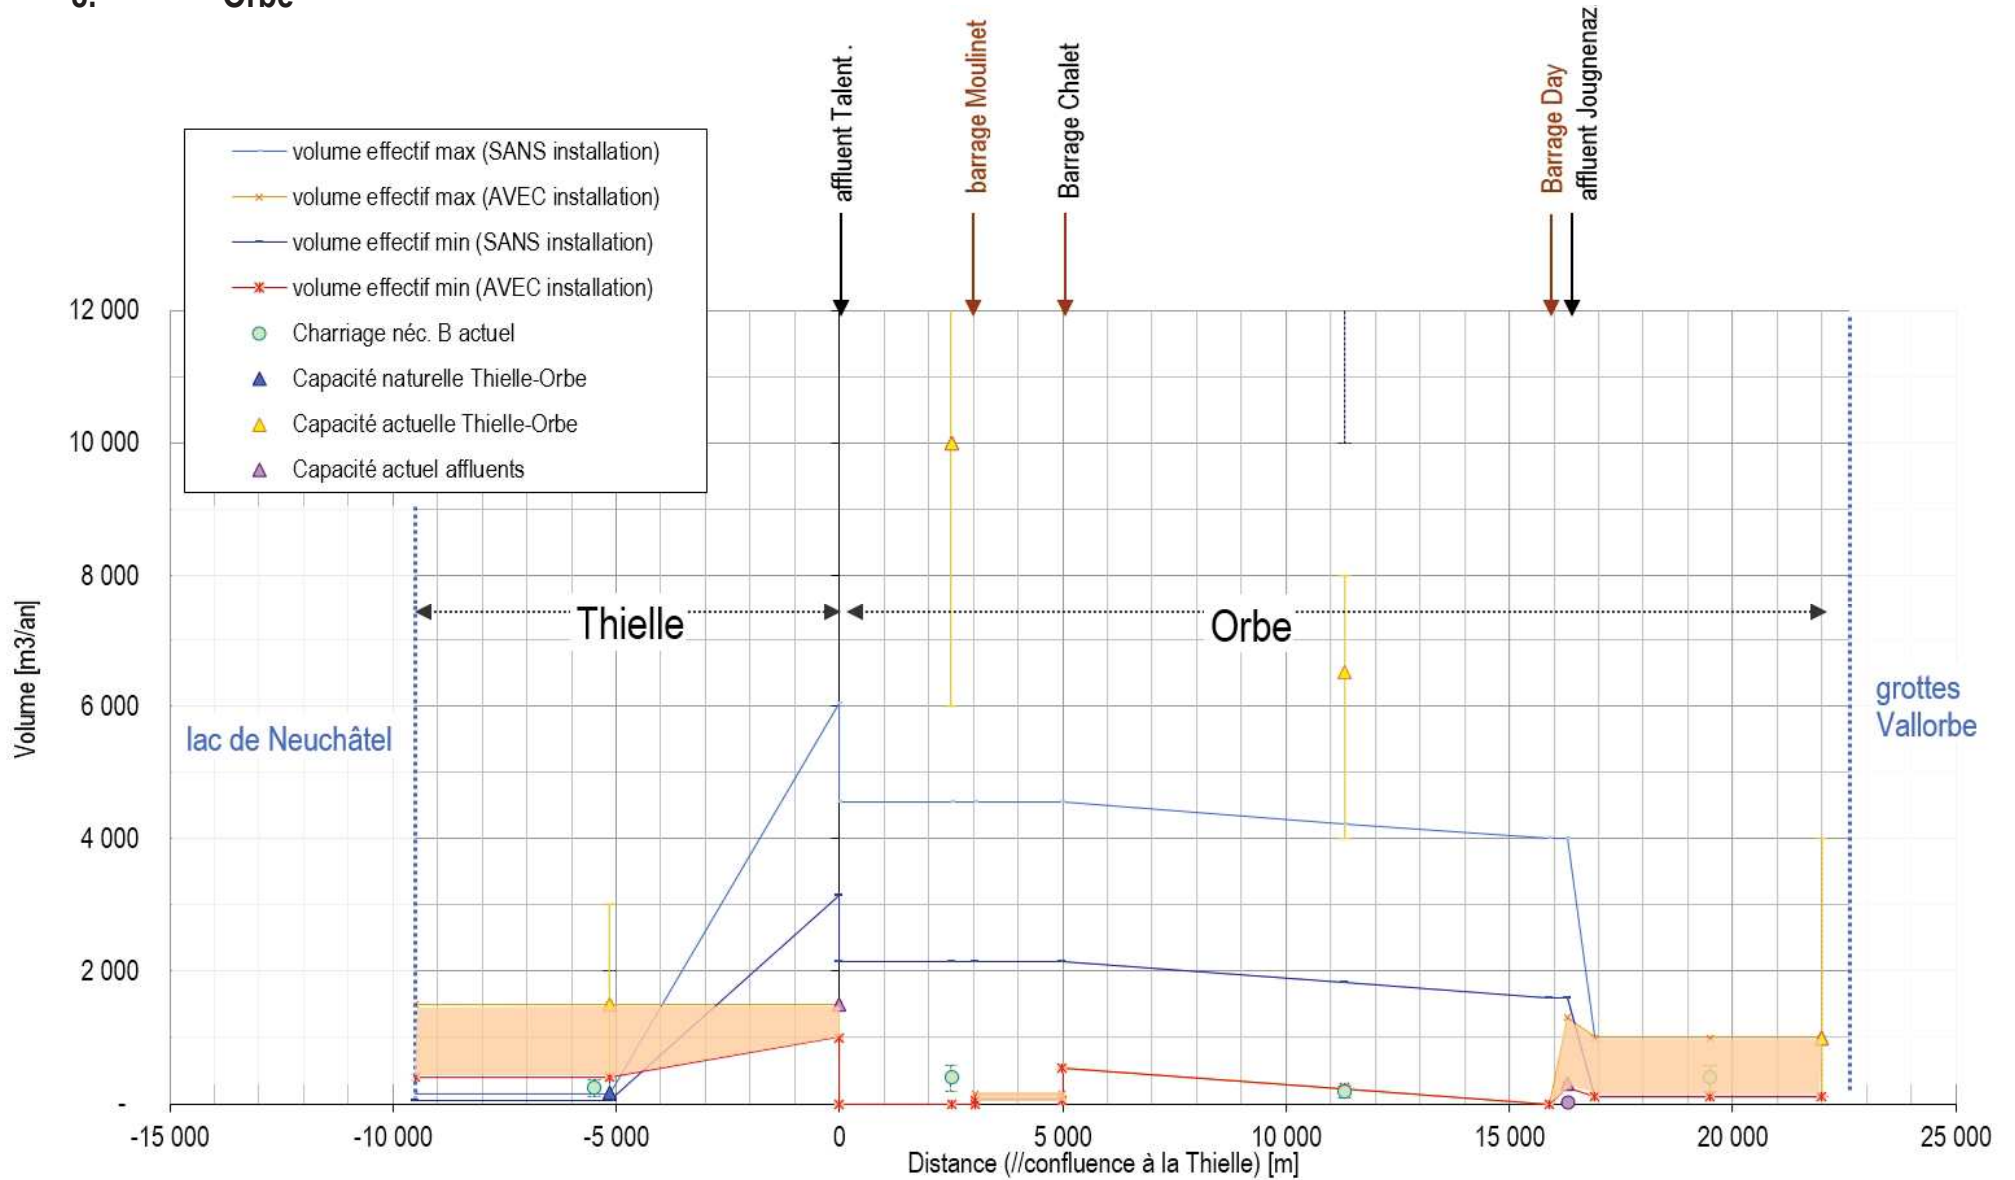 Orbe
affluent Talent .
barrage Moulinet
Barrage Chalet
Barrage Day
affluent Jougnenaz
volume effectif max (SANS installation)
volume effectif max (AVEC installation)
volume effectif min (SANS installation)
volume effectif min (AVEC installation)
Charriage néc. B actuel
Capacité naturelle Thielle-Orbe
Capacité actuelle Thielle-Orbe
Capacité actuel affluents
12 000
10 000
8 000
6 000
4 000
2 000
-
Volume [m3/an]
Thielle
Orbe
lac de Neuchâtel
grottes
Vallorbe
-15 000
-10 000
-5 000
0
5 000
10 000
15 000
20 000
25 000
Distance (//confluence à la Thielle) [m]